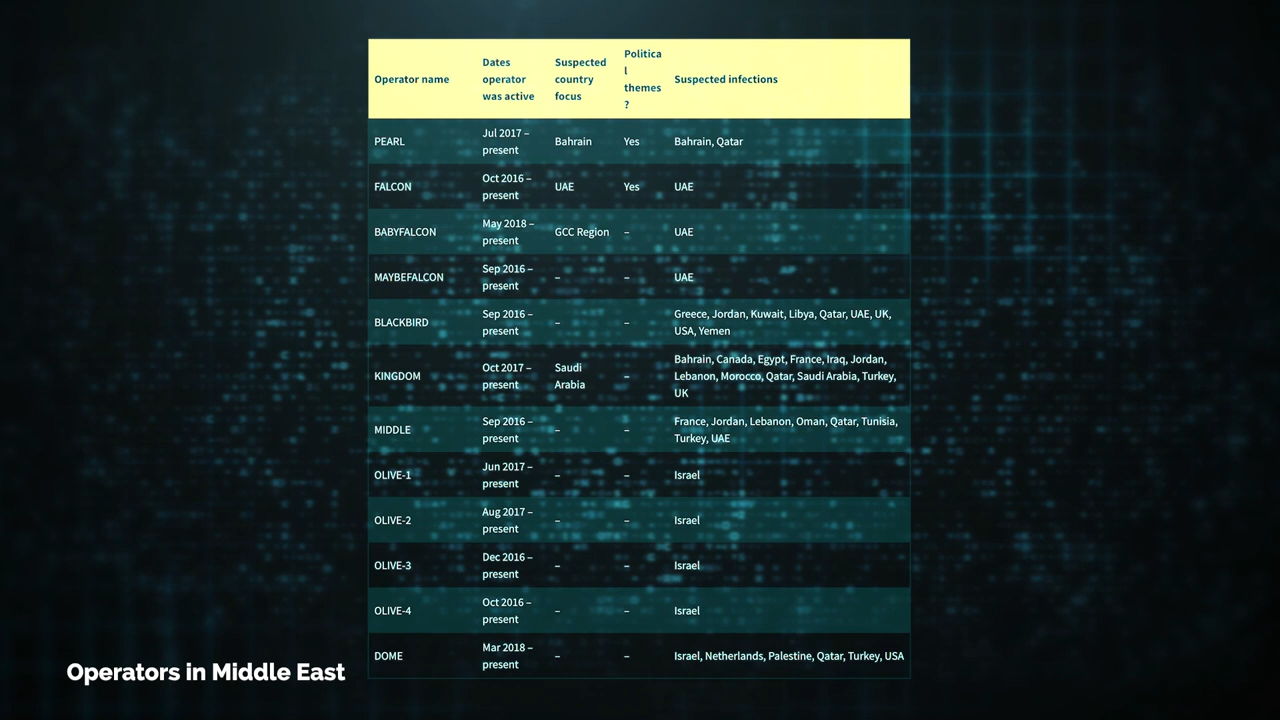 Operator name
Dates
operator
was active
Suspected
country
focus
Politica
l
themes
?
Suspected infections
PEARL
Jul 2017 –
present
Bahrain
Yes
Bahrain, Qatar
FALCON
Oct 2016 –
present
UAE
Yes
UAE
BABYFALCON
May 2018 –
present
GCC Region
–
UAE
MAYBEFALCON
Sep 2016 –
present
–
–
UAE
BLACKBIRD
Sep 2016 –
present
–
–
Greece, Jordan, Kuwait, Libya, Qatar, UAE, UK,
USA, Yemen
KINGDOM
Oct 2017 –
present
Saudi
Arabia
–
Bahrain, Canada, Egypt, France, Iraq, Jordan,
Lebanon, Morocco, Qatar, Saudi Arabia, Turkey,
UK
MIDDLE
Sep 2016 –
present
–
–
France, Jordan, Lebanon, Oman, Qatar, Tunisia,
Turkey, UAE
OLIVE-1
Jun 2017 –
present
–
–
Israel
OLIVE-2
Aug 2017 –
present
–
–
Israel
OLIVE-3
Dec 2016 –
present
–
–
Israel
OLIVE-4
Oct 2016 –
present
–
–
Israel
DOME
Mar 2018 –
present
–
–
Israel, Netherlands, Palestine, Qatar, Turkey, USA
Operators in Middle East